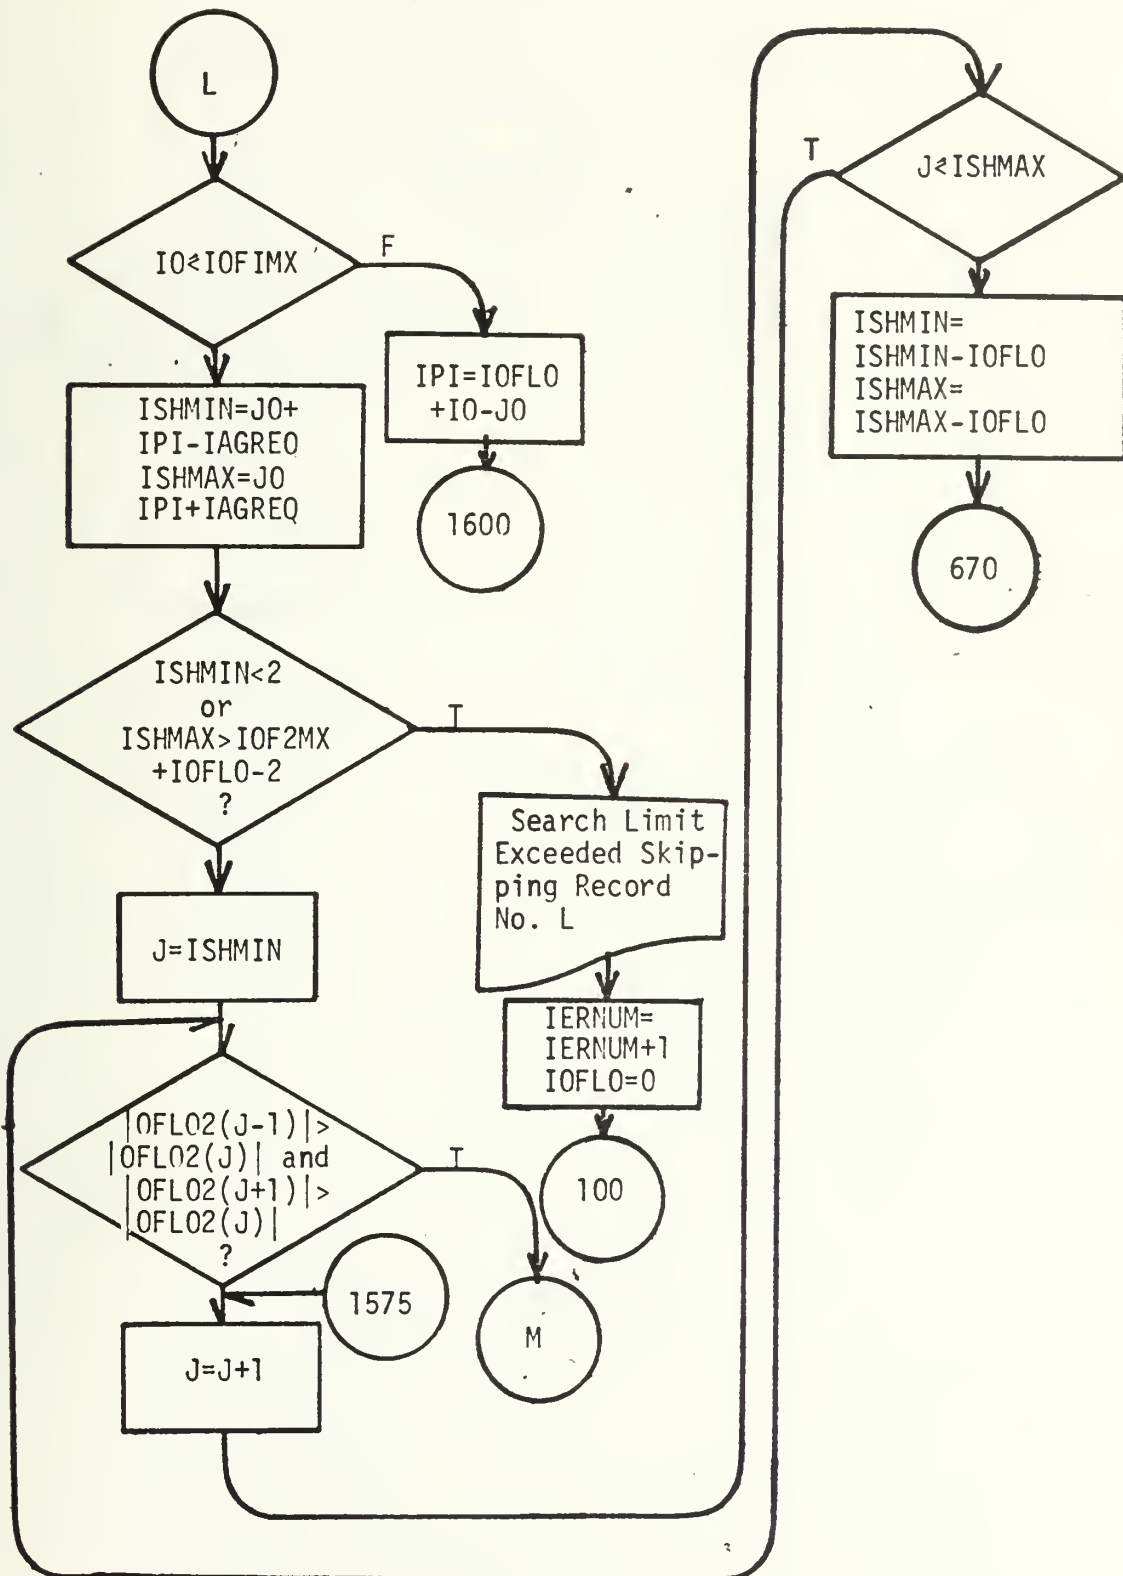 L
IO≤IOFIMX
F
ISHMIN=JO+
IPI-IAGREQ
ISHMAX=JO
IPI+IAGREQ
IPI=IOFLO
+IO-JO
1600
ISHMIN<2
or
ISHMAX>IOF2MX
+IOFLO-2
?
T
Search Limit
Exceeded Skip-
ping Record
No. L
J=ISHMIN
IERNUM=
IERNUM+1
IOFLO=0
100
|OFLO2(J-1)|>
|OFLO2(J)| and
|OFLO2(J+1)|>
|OFLO2(J)|
?
T
M
1575
J=J+1
T
J≤ISHMAX
ISHMIN=
ISHMIN-IOFLO
ISHMAX=
ISHMAX-IOFLO
670